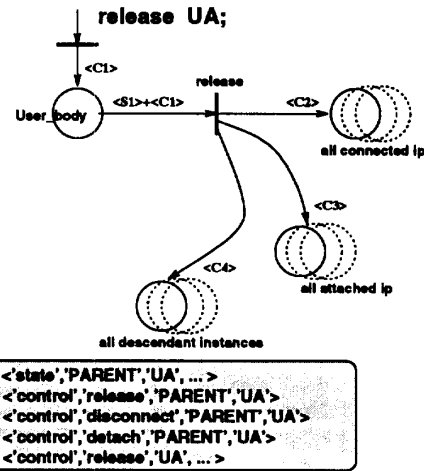 release UA;
<C1>
release
User_body
<S1>+<C1>
<C2>
all connected ip
<C3>
all attached ip
<C4>
all descendant instances
<'state','PARENT','UA', ... >
<'control','release','PARENT','UA'>
<'control','disconnect','PARENT','UA'>
<'control','detach','PARENT','UA'>
<'control','release','UA', ... >